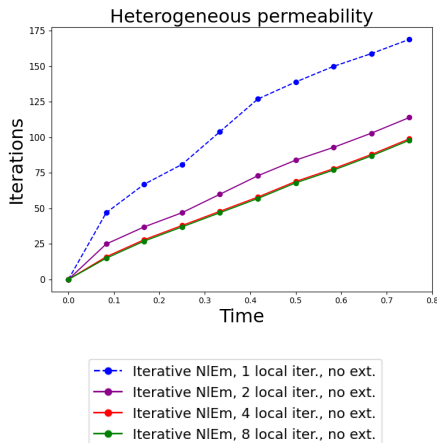 Heterogeneous permeability
175
150
125
100
75
50
25
0
Iterations
0.0 0.1 0.2 0.3 0.4 0.5 0.6 0.7 0.8
Time
Iterative NlEm, 1 local iter., no ext.
Iterative NlEm, 2 local iter., no ext.
Iterative NlEm, 4 local iter., no ext.
Iterative NlEm, 8 local iter., no ext.